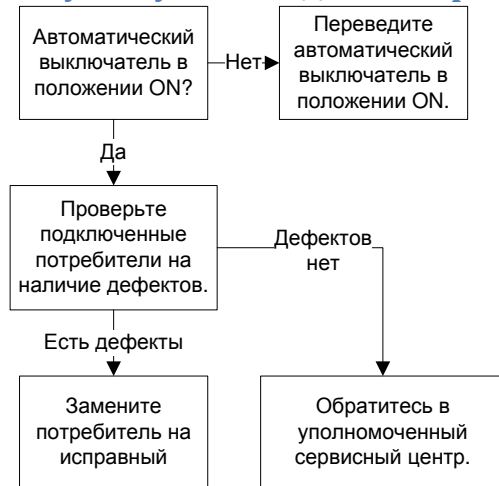 Автоматический
выключатель в
положении ON?
Нет
Переведите
автоматический
выключатель в
положении ON.
Да
Проверьте
подключенные
потребители на
наличие дефектов.
Дефектов
нет
Есть дефекты
Замените
потребитель на
исправный
Обратитесь в
уполномоченный
сервисный центр.